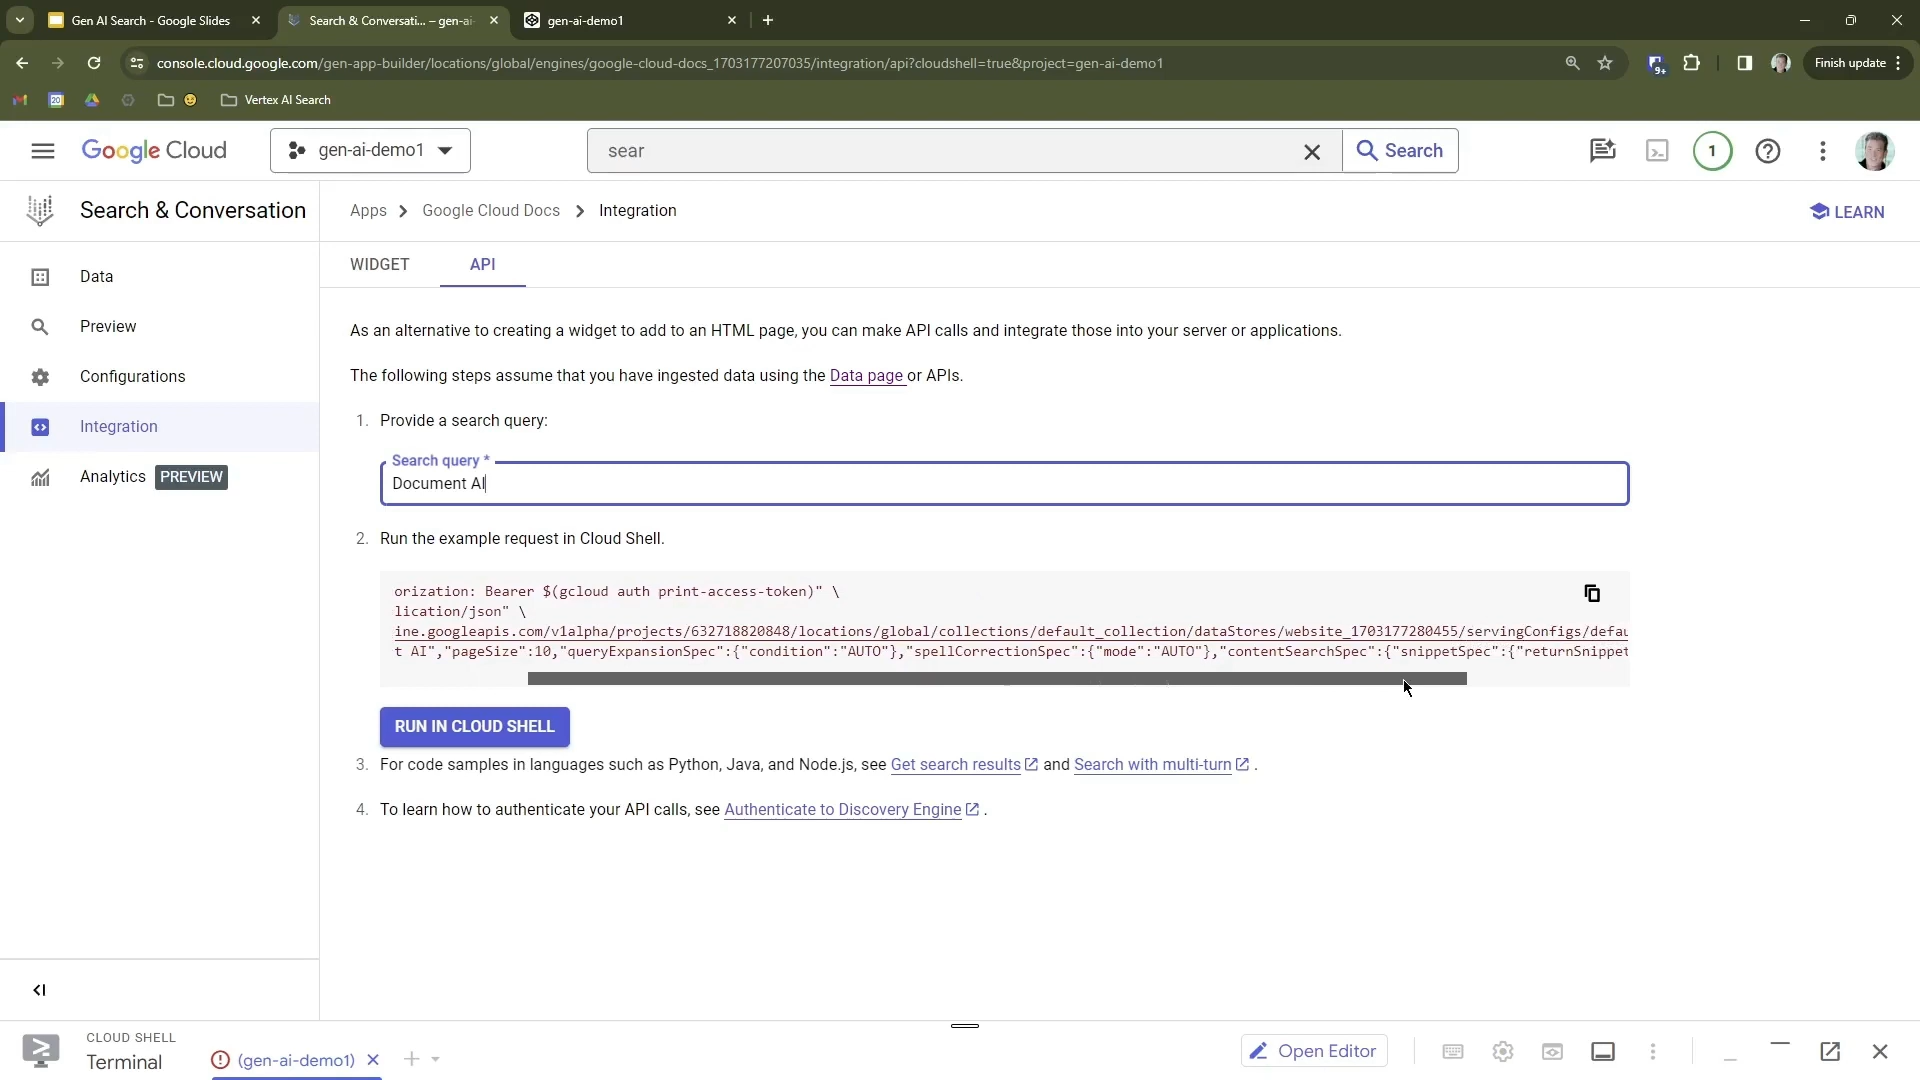 Gen AI Search - Google Slides
Search & Conversati... – gen-ai-
gen-ai-demo1
console.cloud.google.com/gen-app-builder/locations/global/engines/google-cloud-docs_1703177207035/integration/api?cloudshell=true&project=gen-ai-demo1
9+
Finish update
20
Vertex AI Search
Google Cloud
gen-ai-demo1
sear
Search
1
Search & Conversation
Apps
Google Cloud Docs
Integration
LEARN
Data
Preview
Configurations
Integration
Analytics PREVIEW
WIDGET
API
As an alternative to creating a widget to add to an HTML page, you can make API calls and integrate those into your server or applications.
The following steps assume that you have ingested data using the Data page or APIs.
1. Provide a search query:
Search query *
Document AI
2. Run the example request in Cloud Shell.
orization: Bearer $(gcloud auth print-access-token)" \
lication/json" \
ine.googleapis.com/v1alpha/projects/632718820848/locations/global/collections/default_collection/dataStores/website_1703177280455/servingConfigs/defau
t AI","pageSize":10,"queryExpansionSpec":{"condition":"AUTO"},"spellCorrectionSpec":{"mode":"AUTO"},"contentSearchSpec":{"snippetSpec":{"returnSnippet
RUN IN CLOUD SHELL
3. For code samples in languages such as Python, Java, and Node.js, see Get search results and Search with multi-turn .
4. To learn how to authenticate your API calls, see Authenticate to Discovery Engine .
CLOUD SHELL
Terminal
(gen-ai-demo1)
Open Editor